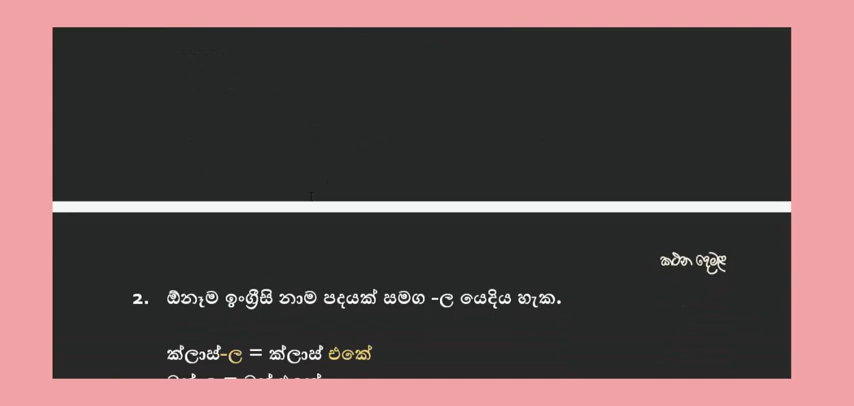 කථන දෙමළ
2. ඕනෑම ඉංග්‍රීසි නාම පදයක් සමග -ල යෙදිය හැක.
ක්ලාස්-ල = ක්ලාස් එකේ